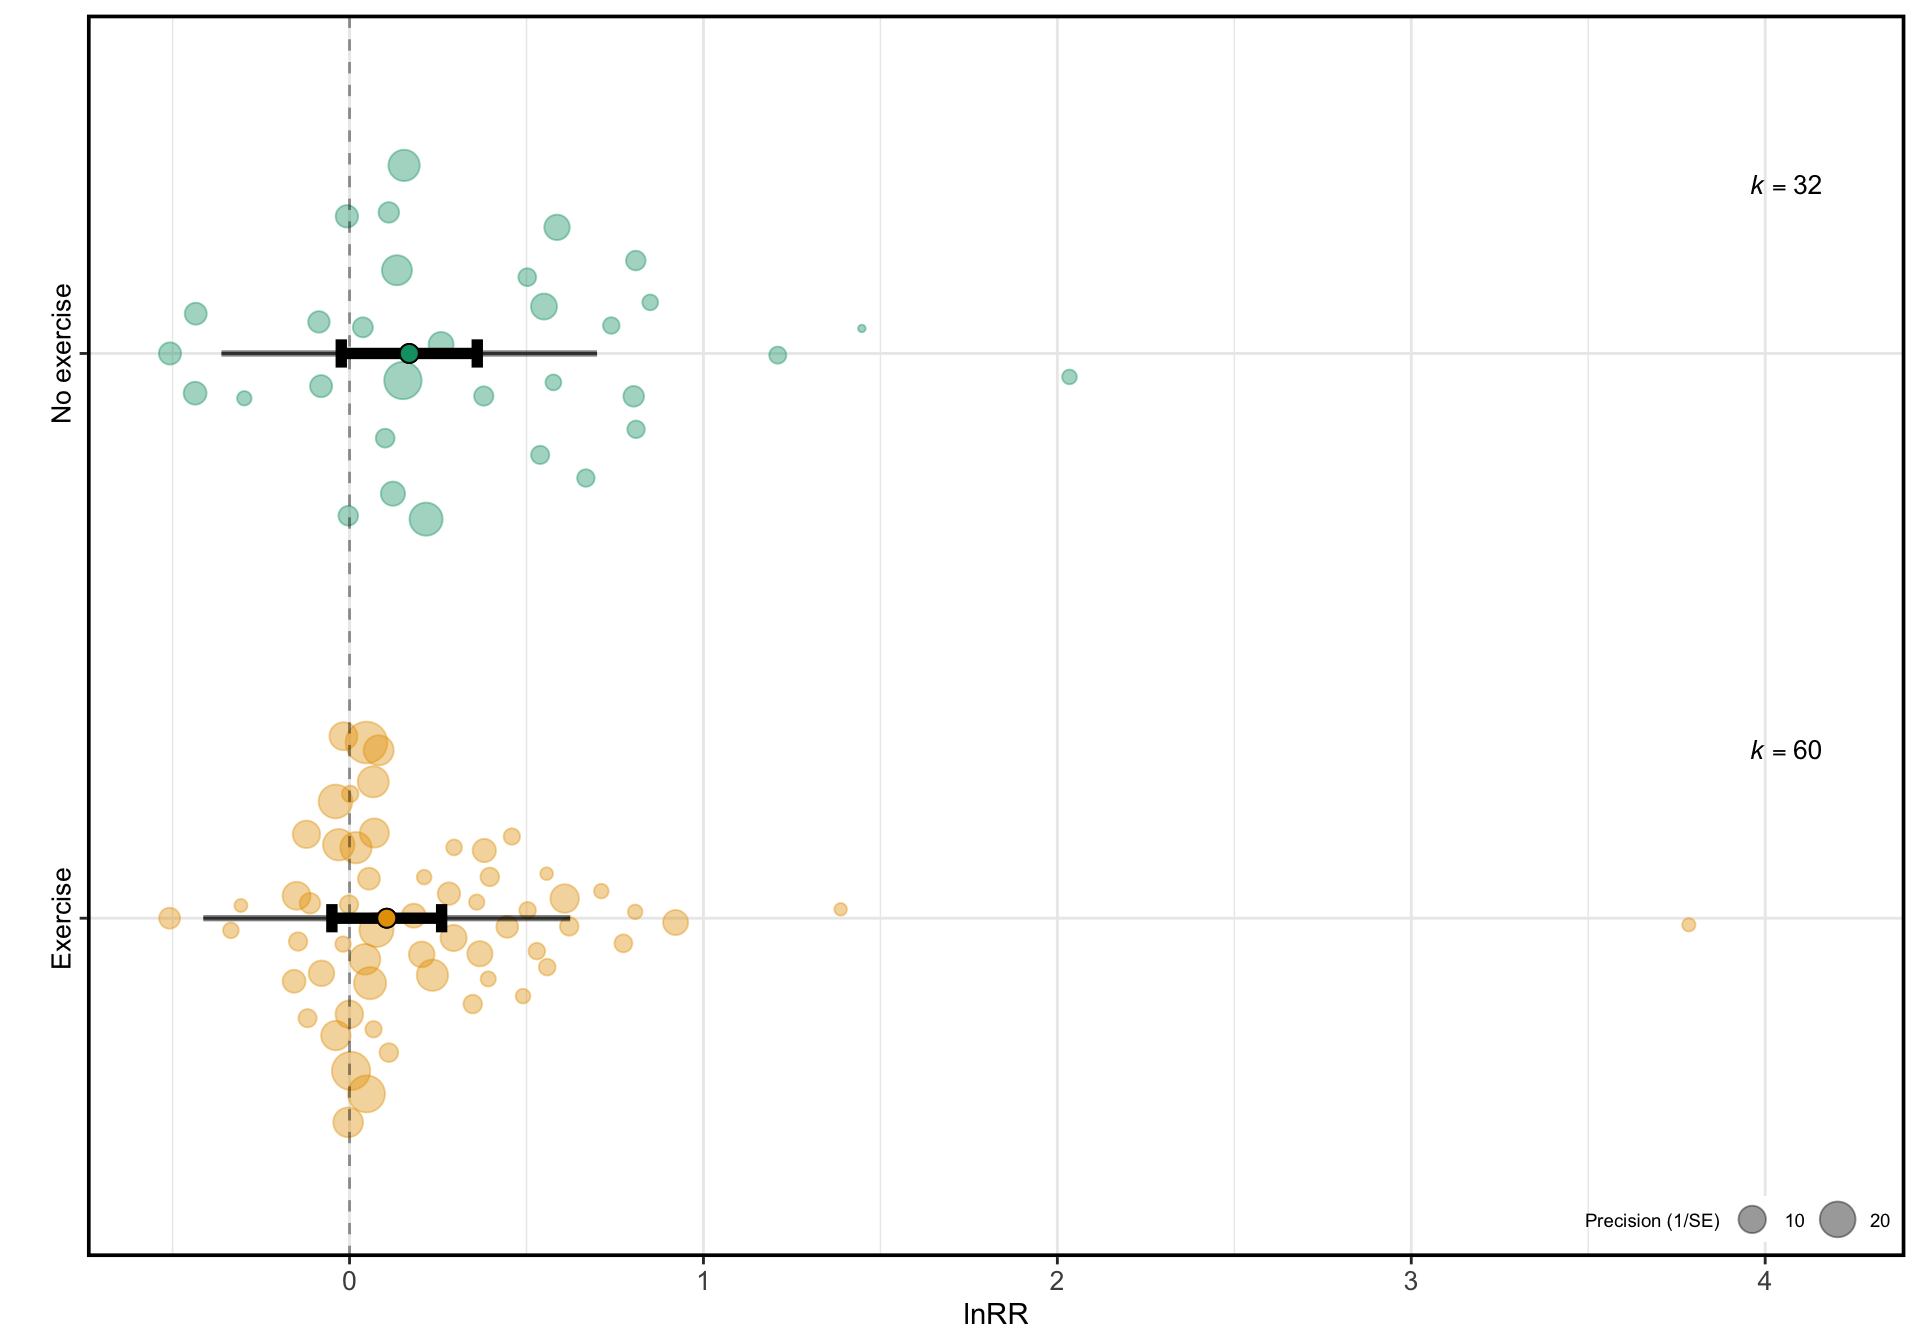 No exercise
k = 32
Exercise
k = 60
Precision (1/SE) 10 20
0 1 2 3 4
lnRR